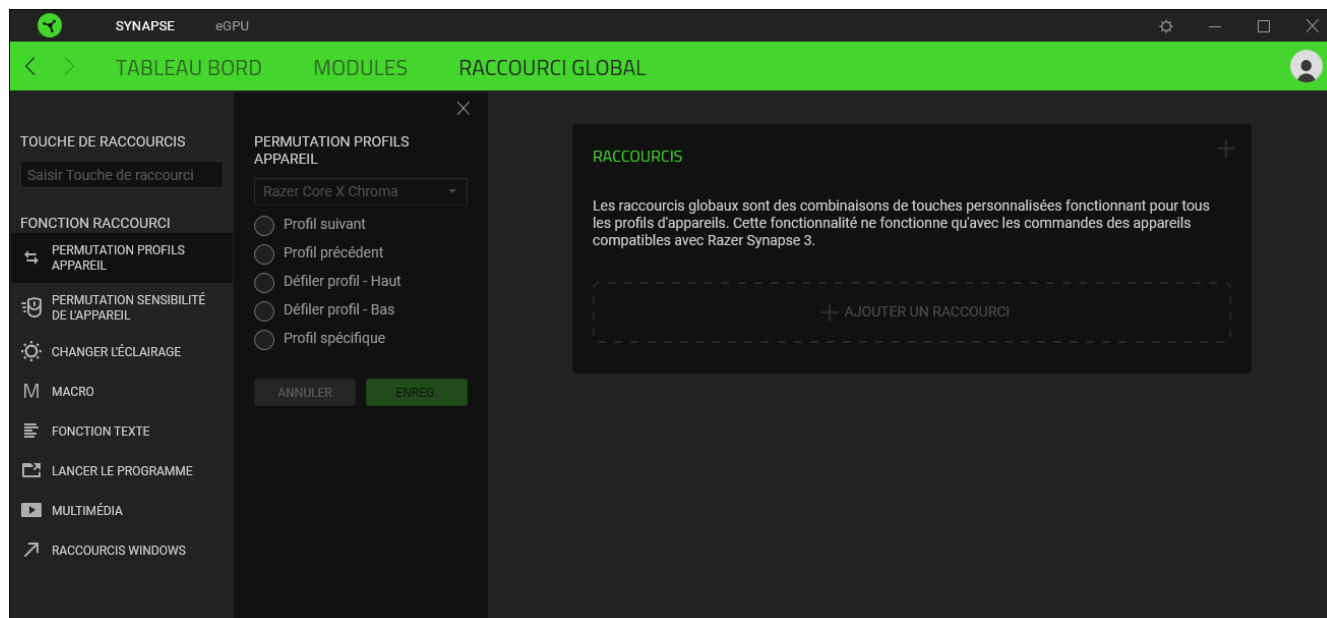 SYNAPSE
eGPU
TABLEAU BORD
MODULES
RACCOURCI GLOBAL
TOUCHE DE RACCOURCIS
Saisir Touche de raccourci
FONCTION RACCOURCI
PERMUTATION PROFILS
APPAREIL
PERMUTATION SENSIBILITÉ
DE L'APPAREIL
CHANGER L'ÉCLAIRAGE
M MACRO
FONCTION TEXTE
LANCER LE PROGRAMME
MULTIMÉDIA
RACCOURCIS WINDOWS
PERMUTATION PROFILS
APPAREIL
Razer Core X Chroma
Profil suivant
Profil précédent
Défiler profil - Haut
Défiler profil - Bas
Profil spécifique
ANNULER
ENREG.
RACCOURCIS
Les raccourcis globaux sont des combinaisons de touches personnalisées fonctionnant pour tous
les profils d'appareils. Cette fonctionnalité ne fonctionne qu'avec les commandes des appareils
compatibles avec Razer Synapse 3.
AJOUTER UN RACCOURCI